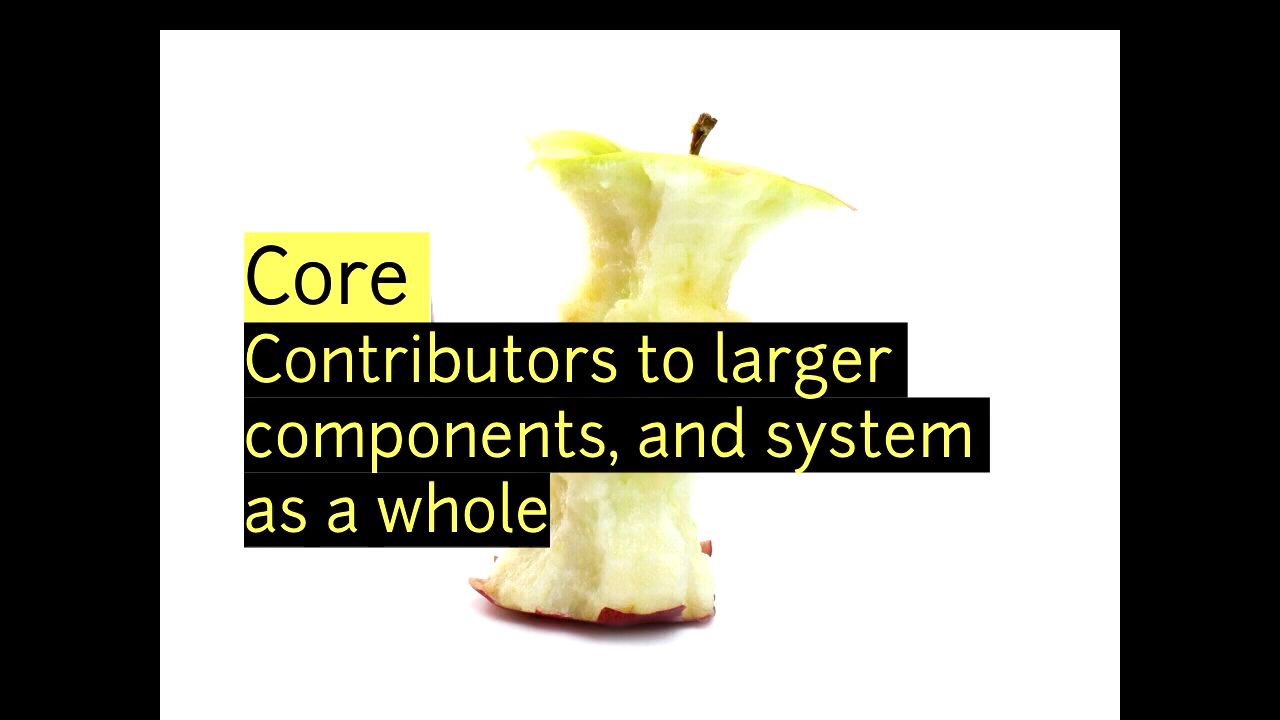 Core
Contributors to larger
components, and system
as a whole